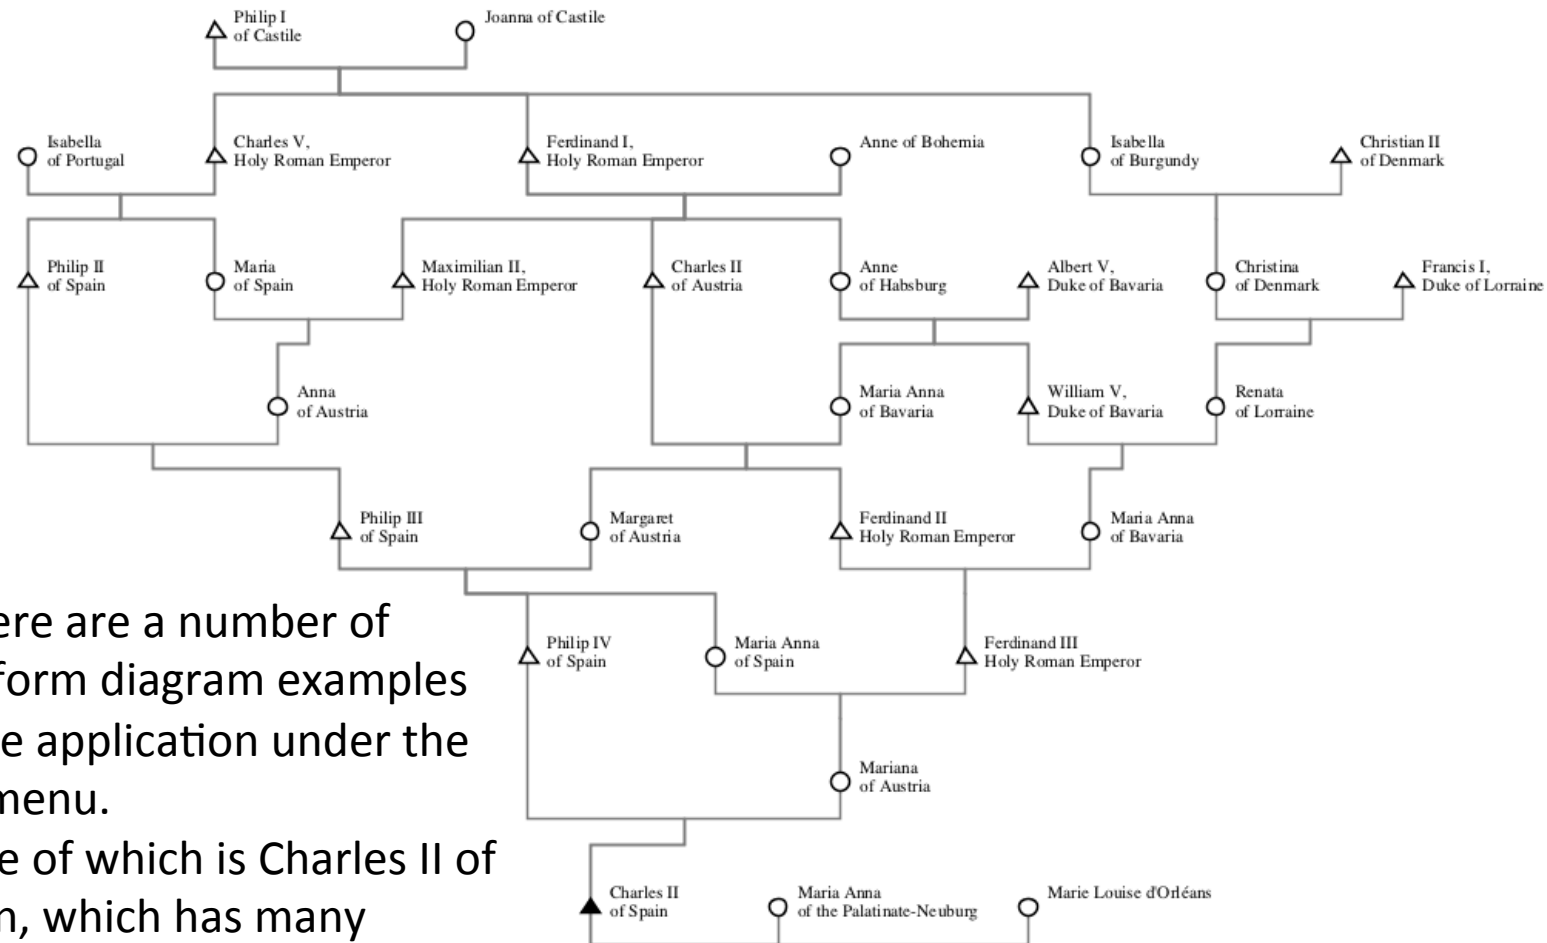 Philip I
of Castile
Joanna of Castile
Isabella
of Portugal
Charles V,
Holy Roman Emperor
Ferdinand I,
Holy Roman Emperor
Anne of Bohemia
Isabella
of Burgundy
Christian II
of Denmark
Philip II
of Spain
Maria
of Spain
Maximilian II,
Holy Roman Emperor
Charles II
of Austria
Anne
of Habsburg
Albert V,
Duke of Bavaria
Christina
of Denmark
Francis I,
Duke of Lorraine
Anna
of Austria
Maria Anna
of Bavaria
William V,
Duke of Bavaria
Renata
of Lorraine
Philip III
of Spain
Margaret
of Austria
Ferdinand II
Holy Roman Emperor
Maria Anna
of Bavaria
Philip IV
of Spain
Maria Anna
of Spain
Ferdinand III
Holy Roman Emperor
Mariana
of Austria
Charles II
of Spain
Maria Anna
of the Palatinate-Neuburg
Marie Louise d'Orléans
ere are a number of
form diagram examples
e application under the
menu.
e of which is Charles II of
n, which has many